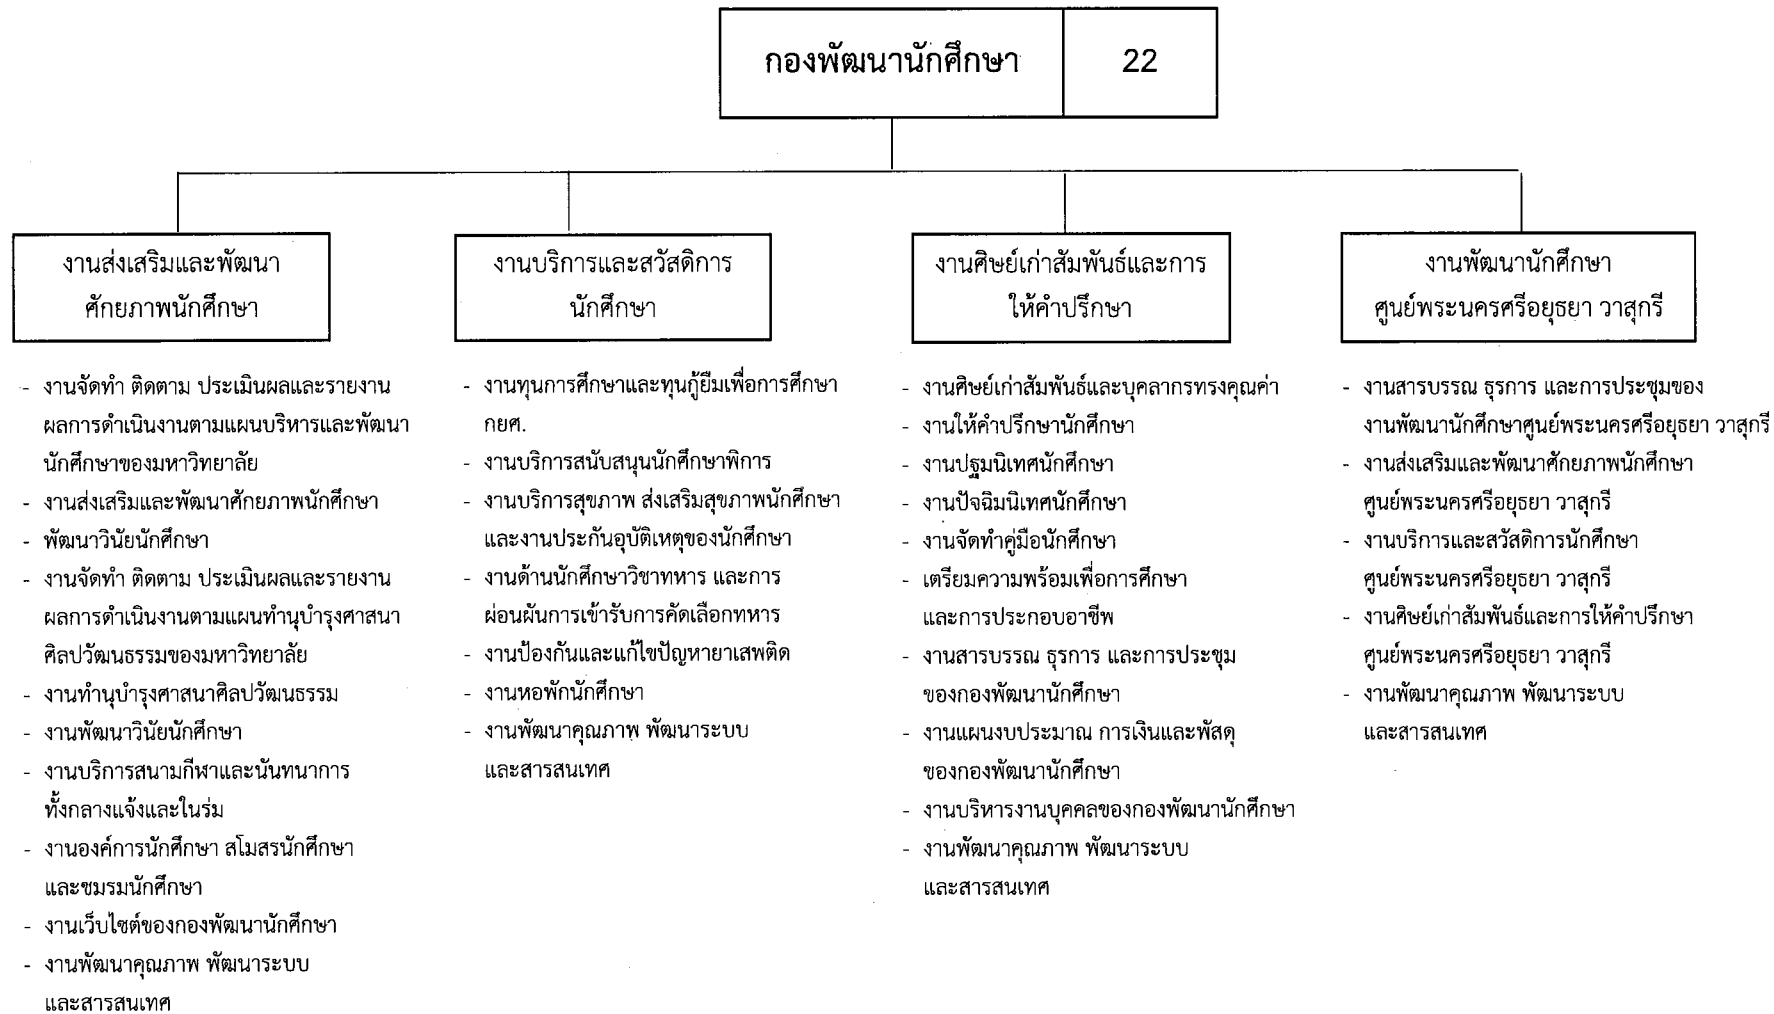 กองพัฒนานักศึกษา
22
งานส่งเสริมและพัฒนา
ศักยภาพนักศึกษา
- งานจัดทำ ติดตาม ประเมินผลและรายงาน
ผลการดำเนินงานตามแผนบริหารและพัฒนา
นักศึกษาของมหาวิทยาลัย
- งานส่งเสริมและพัฒนาศักยภาพนักศึกษา
- พัฒนาวินัยนักศึกษา
- งานจัดทำ ติดตาม ประเมินผลและรายงาน
ผลการดำเนินงานตามแผนทำนุบำรุงศาสนา
ศิลปวัฒนธรรมของมหาวิทยาลัย
- งานทำนุบำรุงศาสนาศิลปวัฒนธรรม
- งานพัฒนาวินัยนักศึกษา
- งานบริการสนามกีฬาและนันทนาการ
ทั้งกลางแจ้งและในร่ม
- งานองค์การนักศึกษา สโมสรนักศึกษา
และชมรมนักศึกษา
- งานเว็บไซต์ของกองพัฒนานักศึกษา
- งานพัฒนาคุณภาพ พัฒนาระบบ
และสารสนเทศ
งานบริการและสวัสดิการ
นักศึกษา
- งานทุนการศึกษาและทุนกู้ยืมเพื่อการศึกษา
กยศ.
- งานบริการสนับสนุนนักศึกษาพิการ
- งานบริการสุขภาพ ส่งเสริมสุขภาพนักศึกษา
และงานประกันอุบัติเหตุของนักศึกษา
- งานด้านนักศึกษาวิชาทหาร และการ
ผ่อนผันการเข้ารับการคัดเลือกทหาร
- งานป้องกันและแก้ไขปัญหายาเสพติด
- งานหอพักนักศึกษา
- งานพัฒนาคุณภาพ พัฒนาระบบ
และสารสนเทศ
งานศิษย์เก่าสัมพันธ์และการ
ให้คำปรึกษา
- งานศิษย์เก่าสัมพันธ์และบุคลากรทรงคุณค่า
- งานให้คำปรึกษานักศึกษา
- งานปฐมนิเทศนักศึกษา
- งานปัจฉิมนิเทศนักศึกษา
- งานจัดทำคู่มือนักศึกษา
- เตรียมความพร้อมเพื่อการศึกษา
และการประกอบอาชีพ
- งานสารบรรณ ธุรการ และการประชุม
ของกองพัฒนานักศึกษา
- งานแผนงบประมาณ การเงินและพัสดุ
ของกองพัฒนานักศึกษา
- งานบริหารงานบุคคลของกองพัฒนานักศึกษา
- งานพัฒนาคุณภาพ พัฒนาระบบ
และสารสนเทศ
งานพัฒนานักศึกษา
ศูนย์พระนครศรีอยุธยา วาสุกรี
- งานสารบรรณ ธุรการ และการประชุมของ
งานพัฒนานักศึกษาศูนย์พระนครศรีอยุธยา วาสุกรี
- งานส่งเสริมและพัฒนาศักยภาพนักศึกษา
ศูนย์พระนครศรีอยุธยา วาสุกรี
- งานบริการและสวัสดิการนักศึกษา
ศูนย์พระนครศรีอยุธยา วาสุกรี
- งานศิษย์เก่าสัมพันธ์และการให้คำปรึกษา
ศูนย์พระนครศรีอยุธยา วาสุกรี
- งานพัฒนาคุณภาพ พัฒนาระบบ
และสารสนเทศ